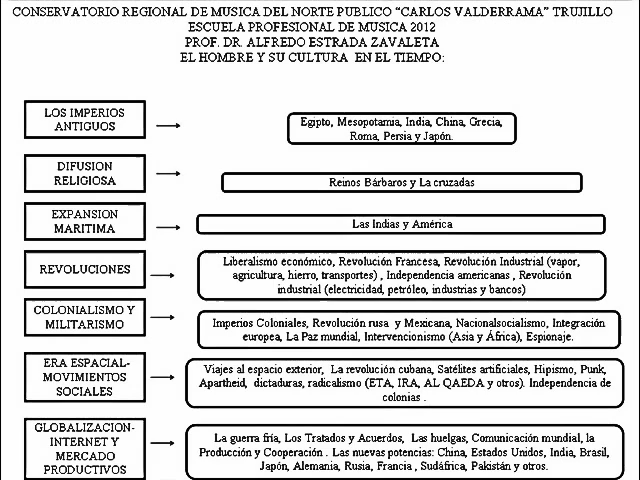 CONSERVATORIO REGIONAL DE MUSICA DEL NORTE PUBLICO “CARLOS VALDERRAMA” TRUJILLO
ESCUELA PROFESIONAL DE MUSICA 2012
PROF. DR. ALFREDO ESTRADA ZAVALETA
EL HOMBRE Y SU CULTURA EN EL TIEMPO:
LOS IMPERIOS
ANTIGUOS
Egipto, Mesopotamia, India, China, Grecia,
Roma, Persia y Japón.
DIFUSION
RELIGIOSA
Reinos Bárbaros y La cruzadas
EXPANSION
MARITIMA
Las Indias y América
REVOLUCIONES
Liberalismo económico, Revolución Francesa, Revolución Industrial (vapor,
agricultura, hierro, transportes) , Independencia americanas , Revolución
industrial (electricidad, petróleo, industrias y bancos)
COLONIALISMO Y
MILITARISMO
Imperios Coloniales, Revolución rusa y Mexicana, Nacionalsocialismo, Integración
europea, La Paz mundial, Intervencionismo (Asia y África), Espionaje.
ERA ESPACIAL-
MOVIMIENTOS
SOCIALES
Viajes al espacio exterior, La revolución cubana, Satélites artificiales, Hipismo, Punk,
Apartheid, dictaduras, radicalismo (ETA, IRA, AL QAEDA y otros). Independencia de
colonias .
GLOBALIZACION-
INTERNET Y
MERCADO
PRODUCTIVOS
La guerra fría, Los Tratados y Acuerdos, Las huelgas, Comunicación mundial, la
Producción y Cooperación . Las nuevas potencias: China, Estados Unidos, India, Brasil,
Japón, Alemania, Rusia, Francia , Sudáfrica, Pakistán y otros.